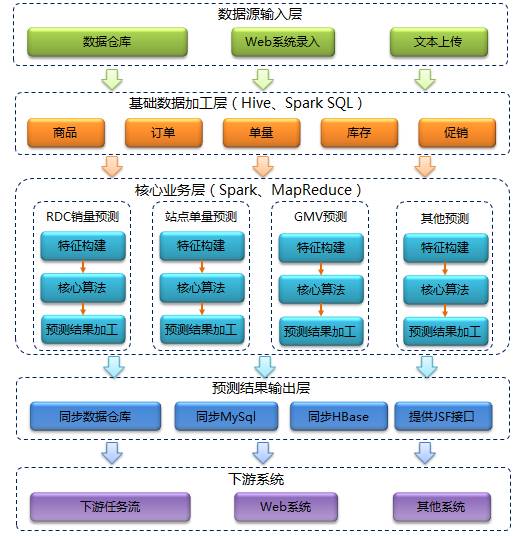 数据源输入层
数据仓库 Web系统录入 文本上传
基础数据加工层（Hive、Spark SQL）
商品 订单 单量 库存 促销
核心业务层（Spark、MapReduce）
RDC销量预测 站点单量预测 GMV预测 其他预测
特征构建 特征构建 特征构建 特征构建
核心算法 核心算法 核心算法 核心算法
预测结果加工 预测结果加工 预测结果加工 预测结果加工
预测结果输出层
同步数据仓库 同步MySql 同步HBase 提供JSF接口
下游系统
下游任务流 Web系统 其他系统